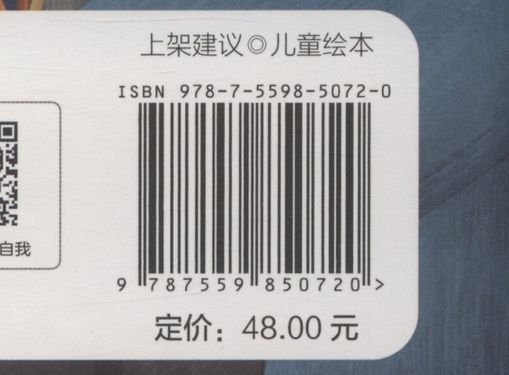 上架建议◎儿童绘本
ISBN 978-7-5598-5072-0
9 787559 850720 >
自我
定价：48.00 元